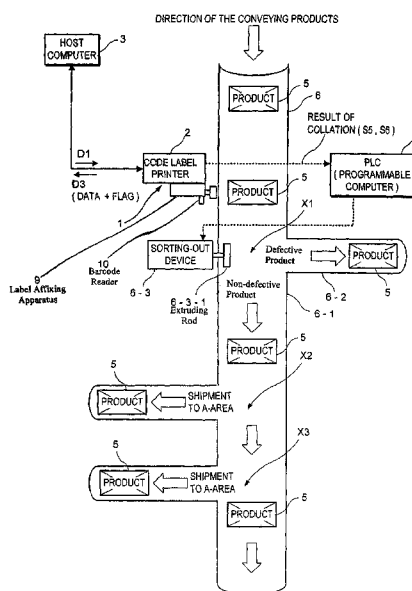 DIRECTION OF THE CONVEYING PRODUCTS
3
HOST
COMPUTER
5
PRODUCT
6
2
RESULT OF
COLLATION ( S5 , S6 )
D1
CODE LABEL
PRINTER
D3
(DATA + FLAG)
5
PRODUCT
PLC
( PROGRAMMABLE
COMPUTER )
1
X1
9
Label Affixing
Apparatus
10
Barcode
Reader
SORTING-OUT
DEVICE
6 - 3
6 - 3 - 1
Extruding
Rod
Defective
Product
PRODUCT
5
6 - 2
Non-defective
Product
6 - 1
5
PRODUCT
X2
5
PRODUCT
SHIPMENT
TO A-AREA
X3
5
PRODUCT
SHIPMENT
TO A-AREA
5
PRODUCT